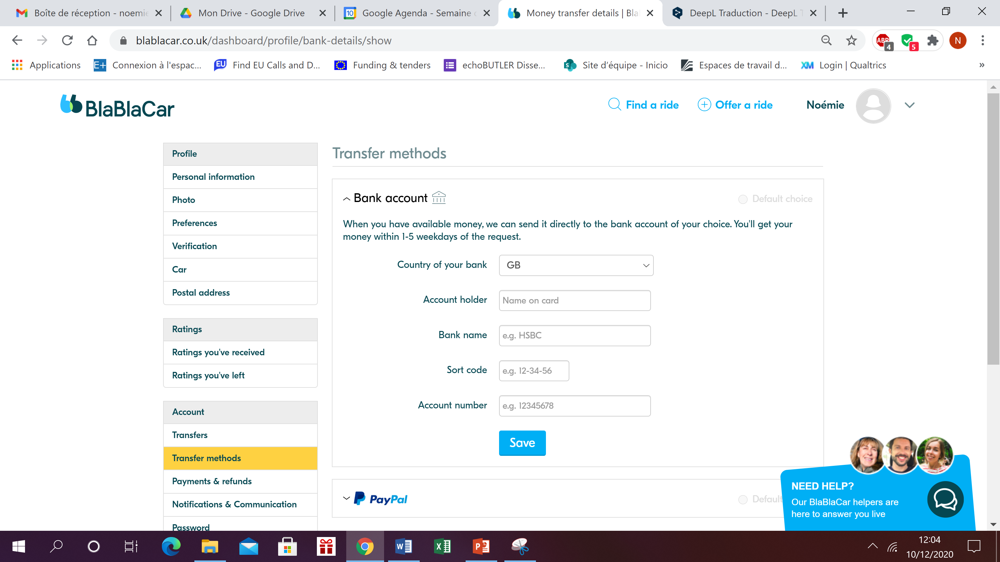 Boîte de réception - noemie
Mon Drive - Google Drive
Google Agenda - Semaine
Money transfer details | Bla
DeepL Traduction - DeepL
blablacar.co.uk/dashboard/profile/bank-details/show
ABP 4
5
N
Applications
E+ Connexion à l'espac...
EU Find EU Calls and D...
Funding & tenders
echoBUTLER Disse...
Site d'équipe - Inicio
Espaces de travail d...
XM Login | Qualtrics
»
BlaBlaCar
Find a ride
Offer a ride
Noémie
Profile
Personal information
Photo
Preferences
Verification
Car
Postal address
Ratings
Ratings you've received
Ratings you've left
Account
Transfers
Transfer methods
Payments & refunds
Notifications & Communication
Password
Transfer methods
Bank account
Default choice
When you have available money, we can send it directly to the bank account of your choice. You'll get your
money within 1-5 weekdays of the request.
Country of your bank
GB
Account holder
Name on card
Bank name
e.g. HSBC
Sort code
e.g. 12-34-56
Account number
e.g. 12345678
Save
PayPal
Default
NEED HELP?
Our BlaBlaCar helpers are
here to answer you live
12:04
10/12/2020